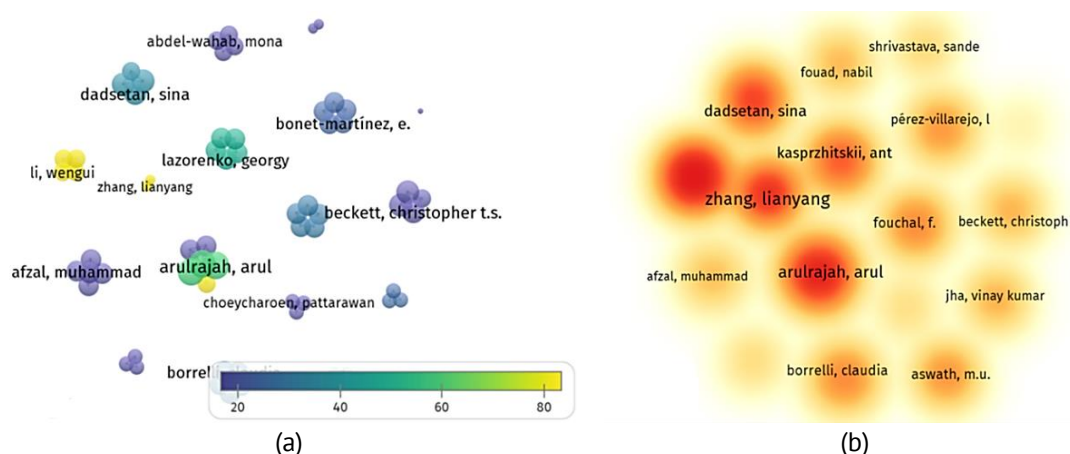 abdel-wahab, mona
dadsetan, sina
bonet-martínez, e.
lazorenko, georgy
li, wengui
zhang, lianyang
beckett, christopher t.s.
afzal, muhammad
arulrajah, arul
choeycharoen, pattarawan
20
40
60
80
(a)
shrivastava, sande
fouad, nabil
dadsetan, sina
pérez-villarejo, l
kasprzhitskii, ant
zhang, lianyang
fouchal, f.
beckett, christoph
afzal, muhammad
arulrajah, arul
jha, vinay kumar
borrelli, claudia
aswath, m.u.
(b)